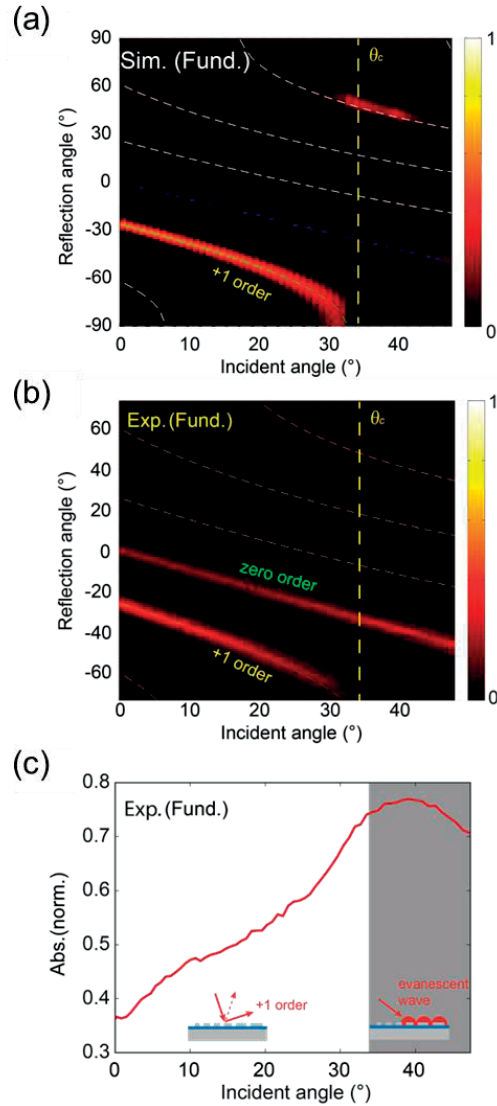 (a)
Sim. (Fund.)
θc
+1 order
Reflection angle (°)
90
60
30
0
-30
-60
-90
0
10
20
30
40
Incident angle (°)
1
0
(b)
Exp. (Fund.)
θc
zero order
+1 order
Reflection angle (°)
60
40
20
0
-20
-40
-60
0
10
20
30
40
Incident angle (°)
1
0
(c)
Exp. (Fund.)
Abs.(norm.)
0.8
0.7
0.6
0.5
0.4
0.3
+1 order
evanescent
wave
0
10
20
30
40
Incident angle (°)